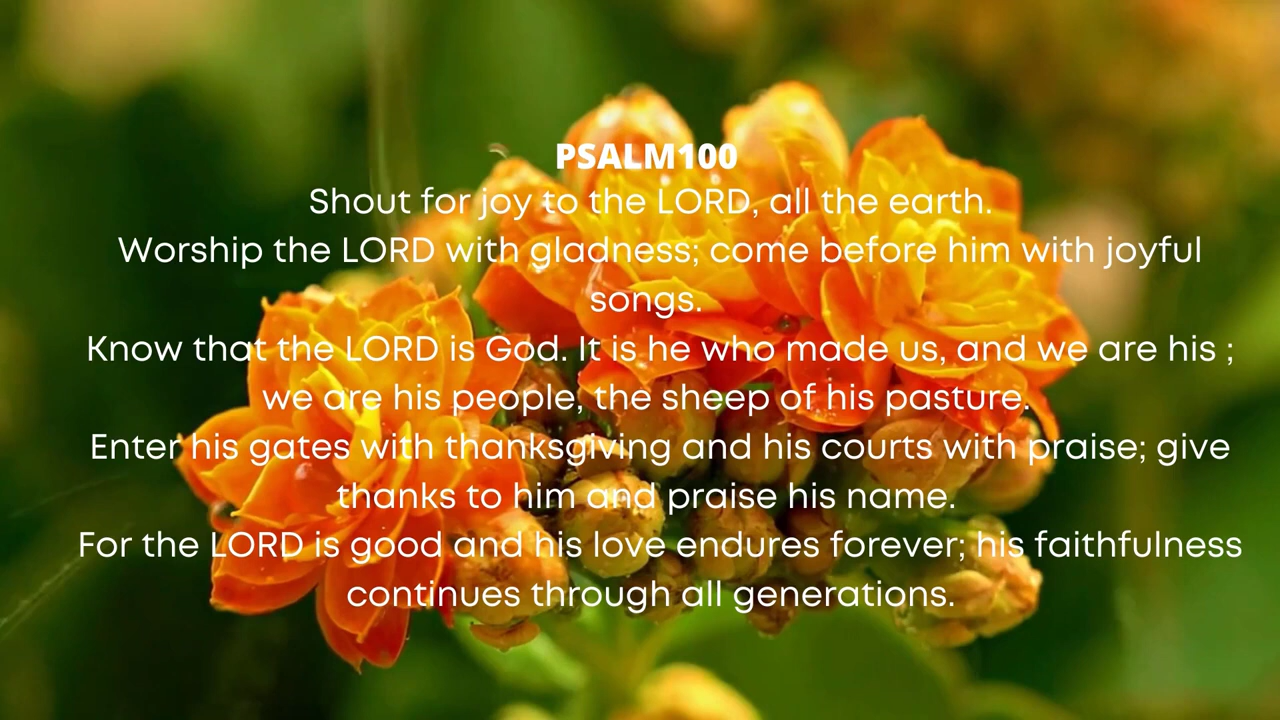 PSALM100
Shout for joy to the LORD, all the earth.
Worship the LORD with gladness; come before him with joyful
songs.
Know that the LORD is God. It is he who made us, and we are his ;
we are his people, the sheep of his pasture.
Enter his gates with thanksgiving and his courts with praise; give
thanks to him and praise his name.
For the LORD is good and his love endures forever; his faithfulness
continues through all generations.